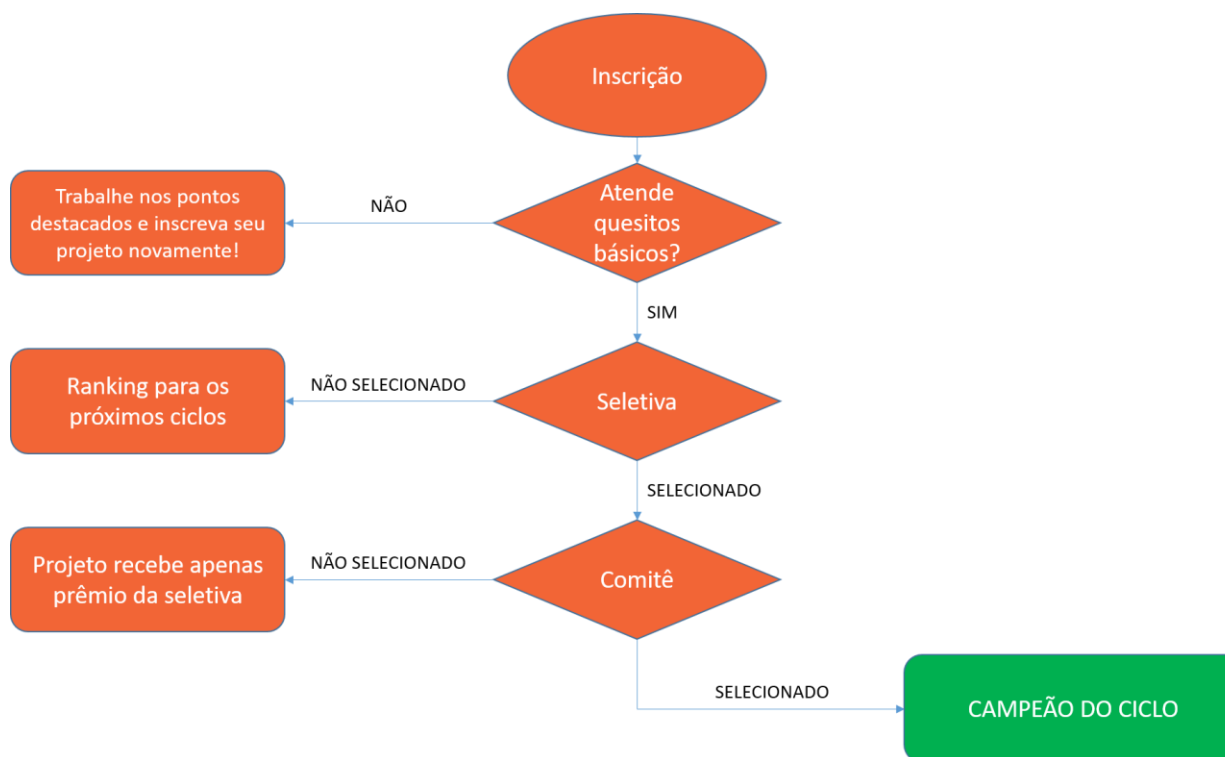 Inscrição
Atende
quesitos
básicos?
NÃO
Trabalhe nos pontos
destacados e inscreva seu
projeto novamente!
SIM
Seletiva
NÃO SELECIONADO
Ranking para os
próximos ciclos
SELECIONADO
Comitê
NÃO SELECIONADO
Projeto recebe apenas
prêmio da seletiva
SELECIONADO
CAMPEÃO DO CICLO